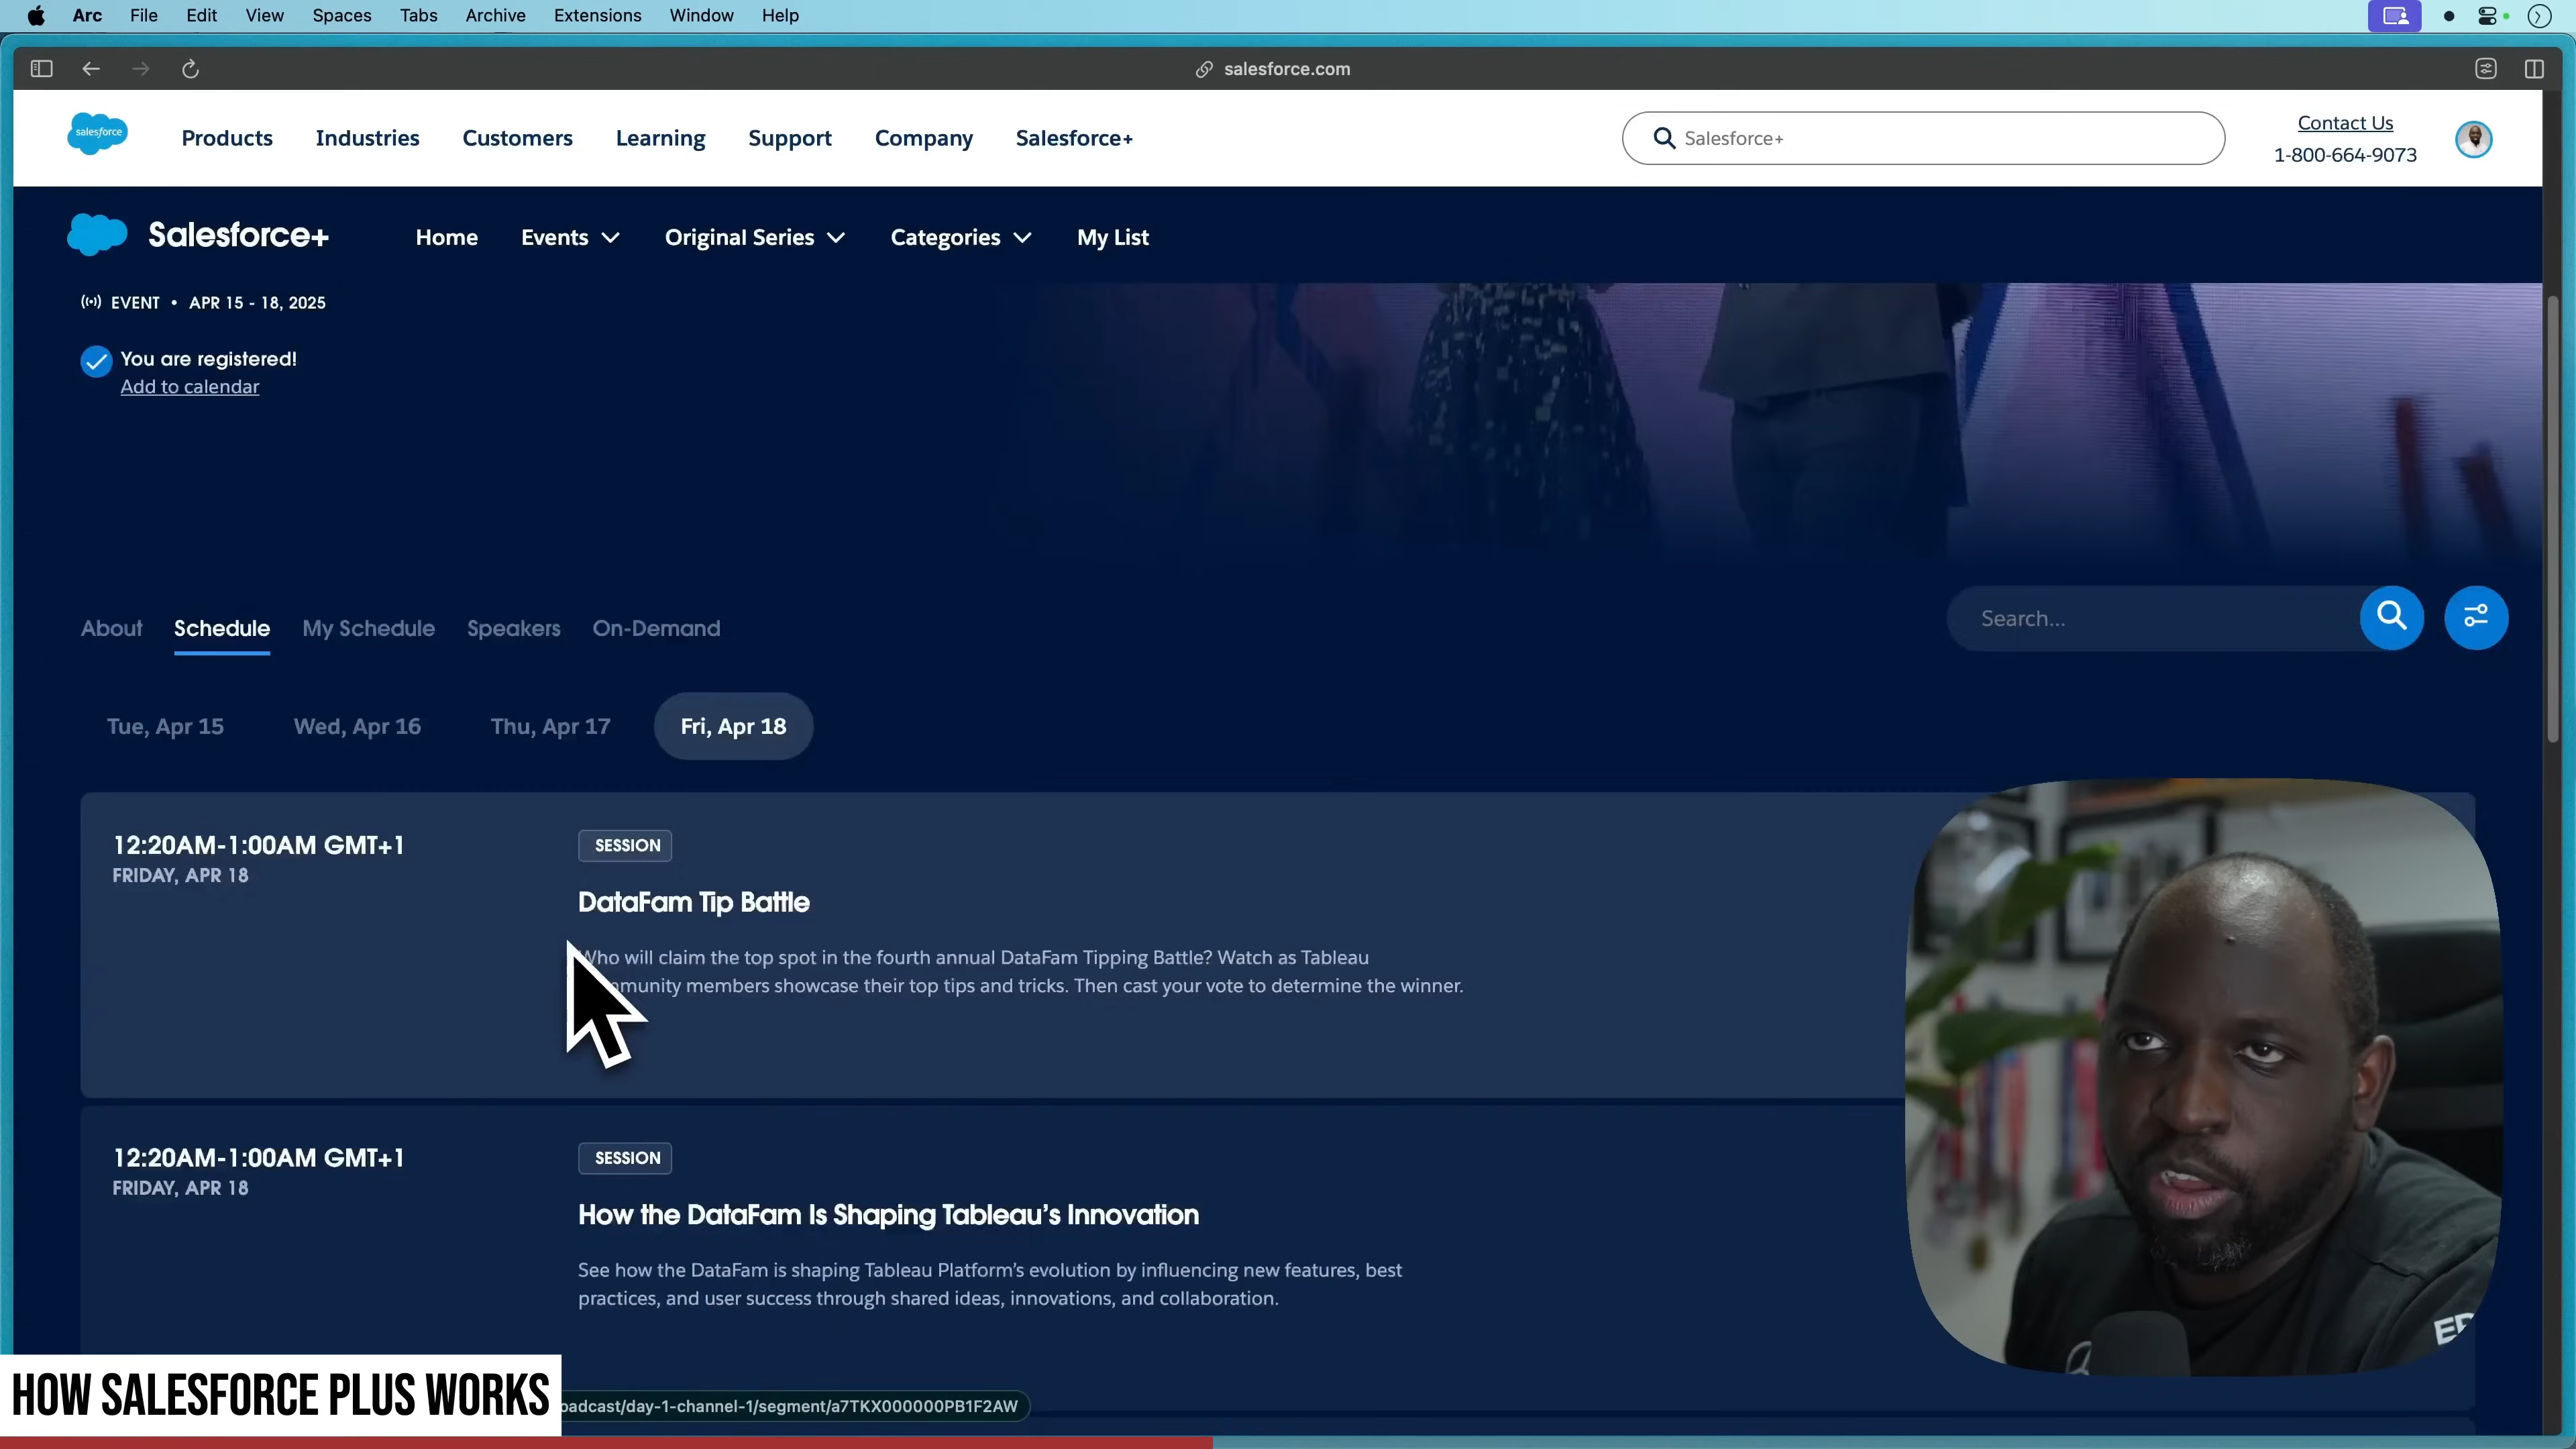 Arc File Edit View Spaces Tabs Archive Extensions Window Help
salesforce.com
salesforce Products Industries Customers Learning Support Company Salesforce+ Salesforce+ Contact Us
1-800-664-9073
Salesforce+ Home Events Original Series Categories My List
EVENT • APR 15 - 18, 2025
You are registered!
Add to calendar
About Schedule My Schedule Speakers On-Demand Search...
Tue, Apr 15 Wed, Apr 16 Thu, Apr 17 Fri, Apr 18
12:20AM-1:00AM GMT+1
FRIDAY, APR 18
SESSION
DataFam Tip Battle
Who will claim the top spot in the fourth annual DataFam Tipping Battle? Watch as Tableau
mmunity members showcase their top tips and tricks. Then cast your vote to determine the winner.
12:20AM-1:00AM GMT+1
FRIDAY, APR 18
SESSION
How the DataFam Is Shaping Tableau's Innovation
See how the DataFam is shaping Tableau Platform's evolution by influencing new features, best
practices, and user success through shared ideas, innovations, and collaboration.
HOW SALESFORCE PLUS WORKS
oadcast/day-1-channel-1/segment/a7TKX000000PB1F2AW